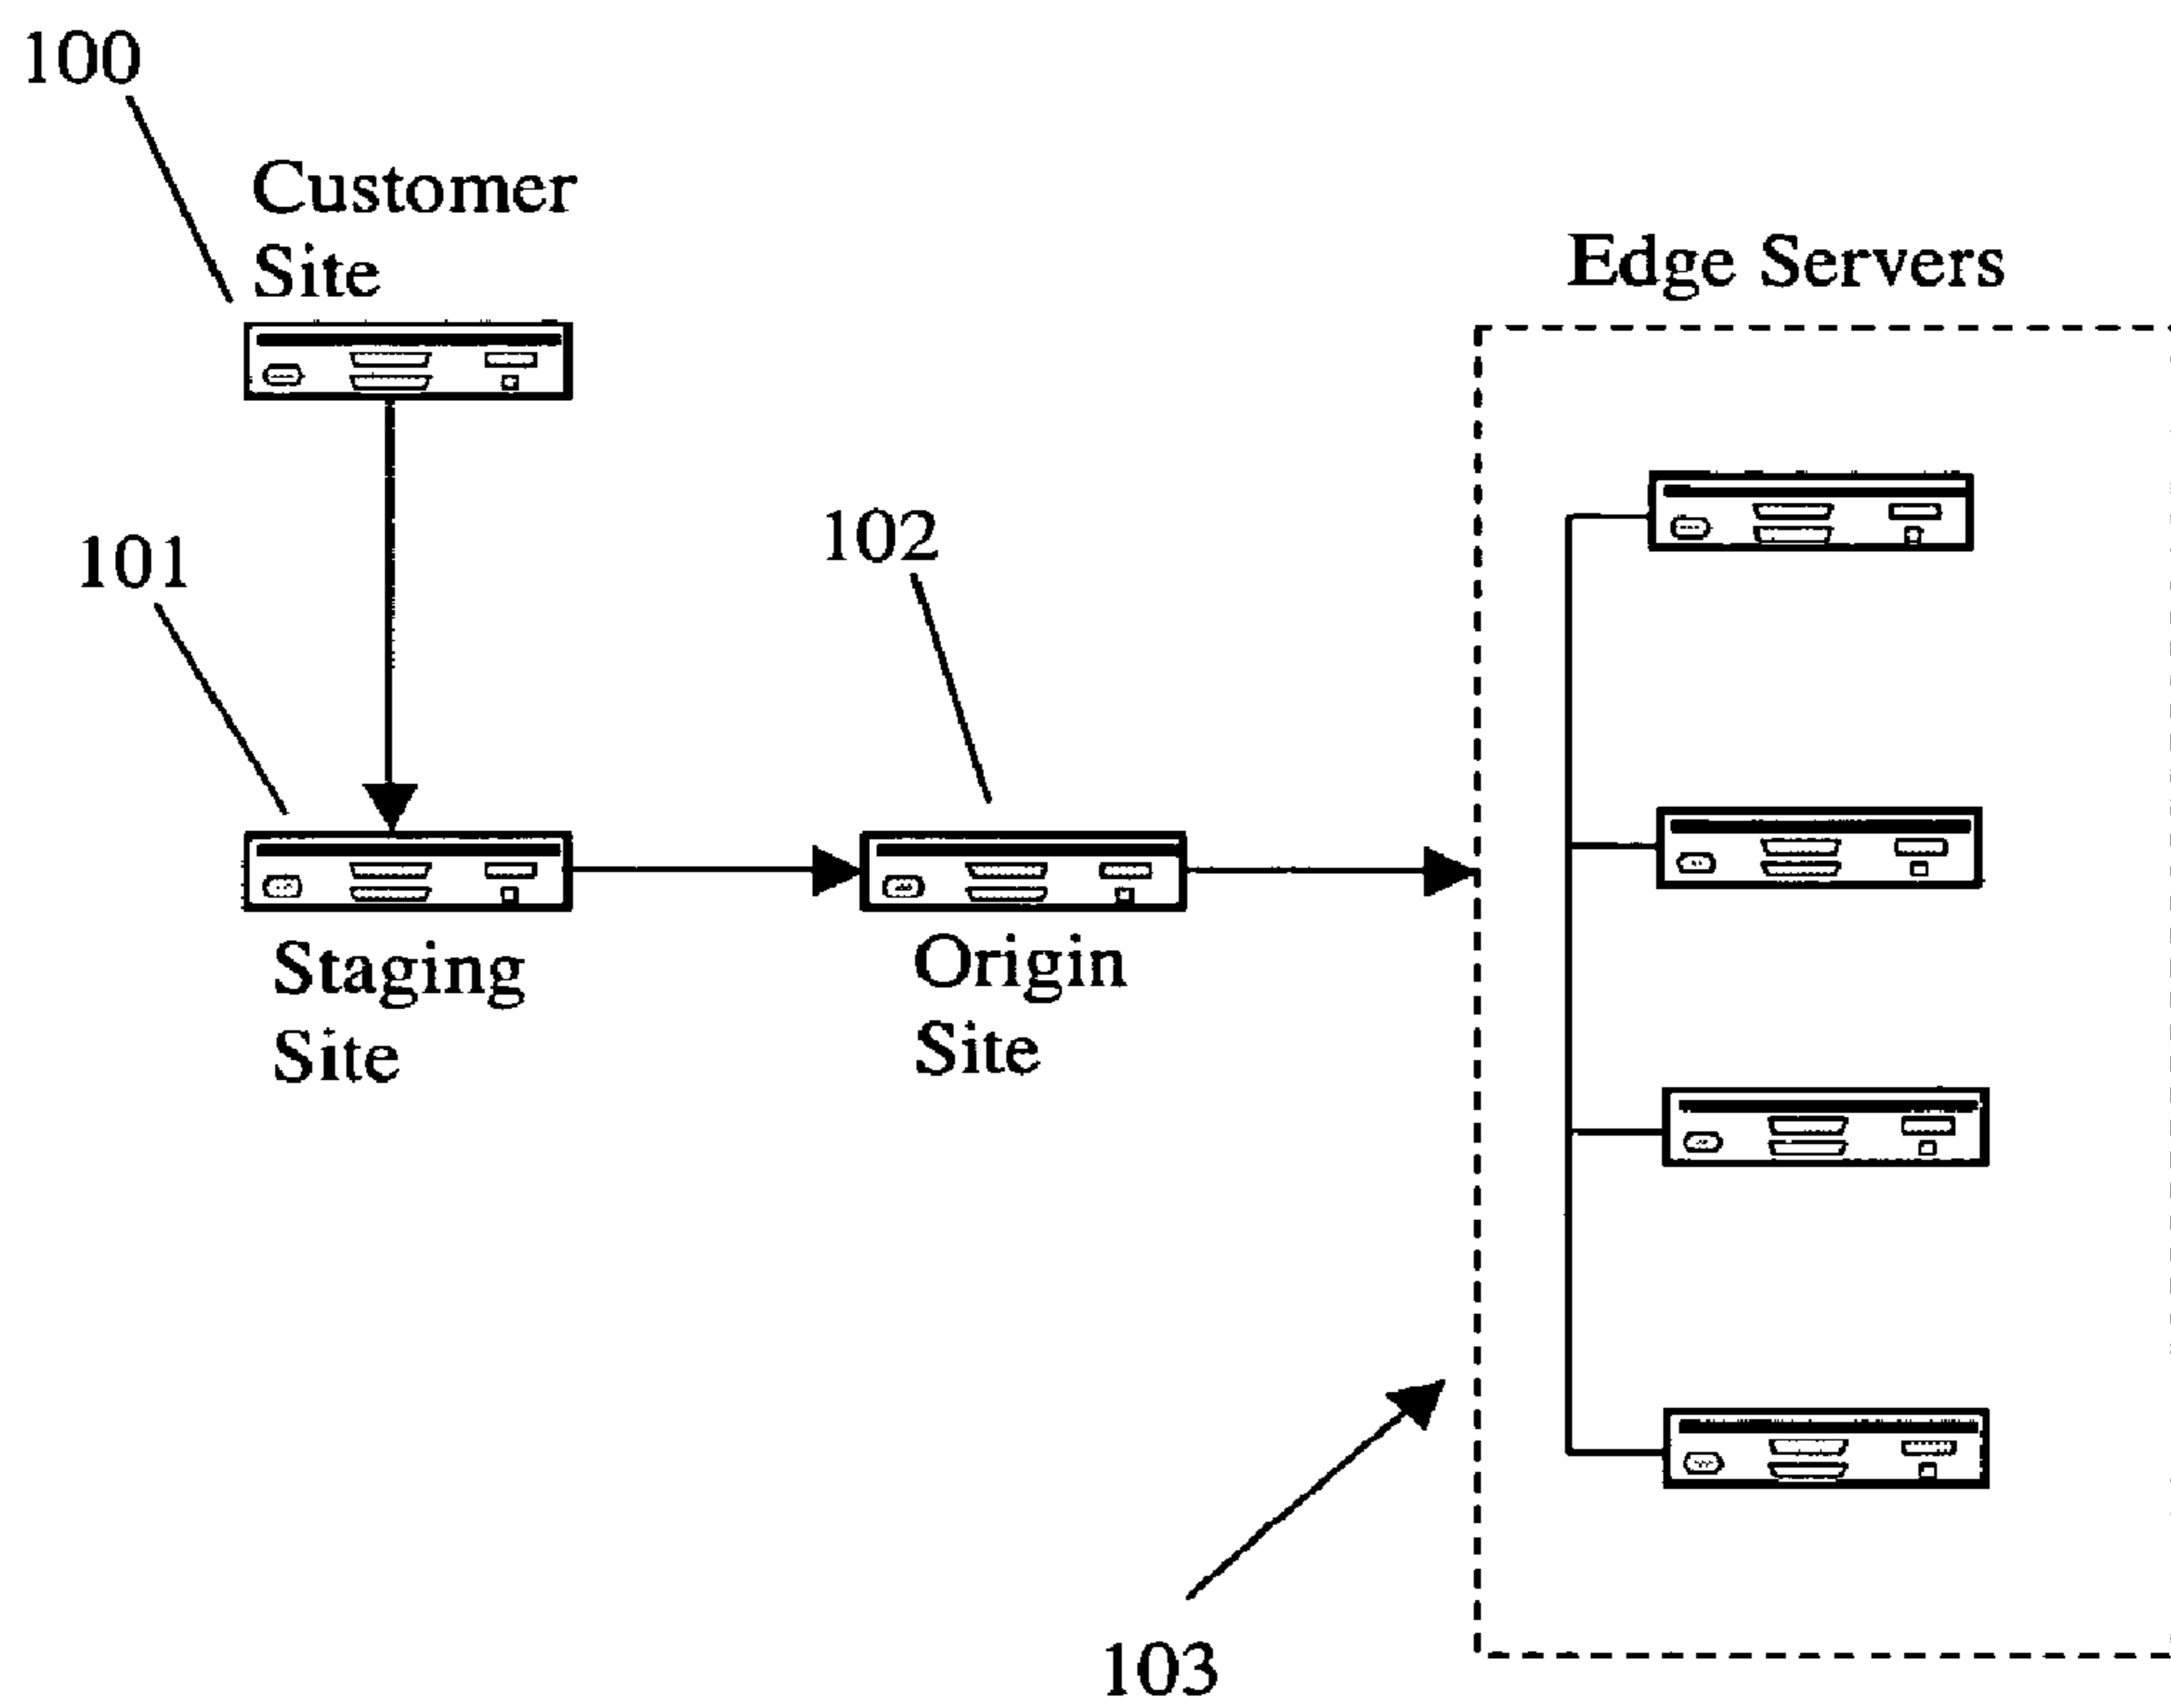 100
Customer
Site
Edge Servers
101
102
Staging
Site
Origin
Site
103